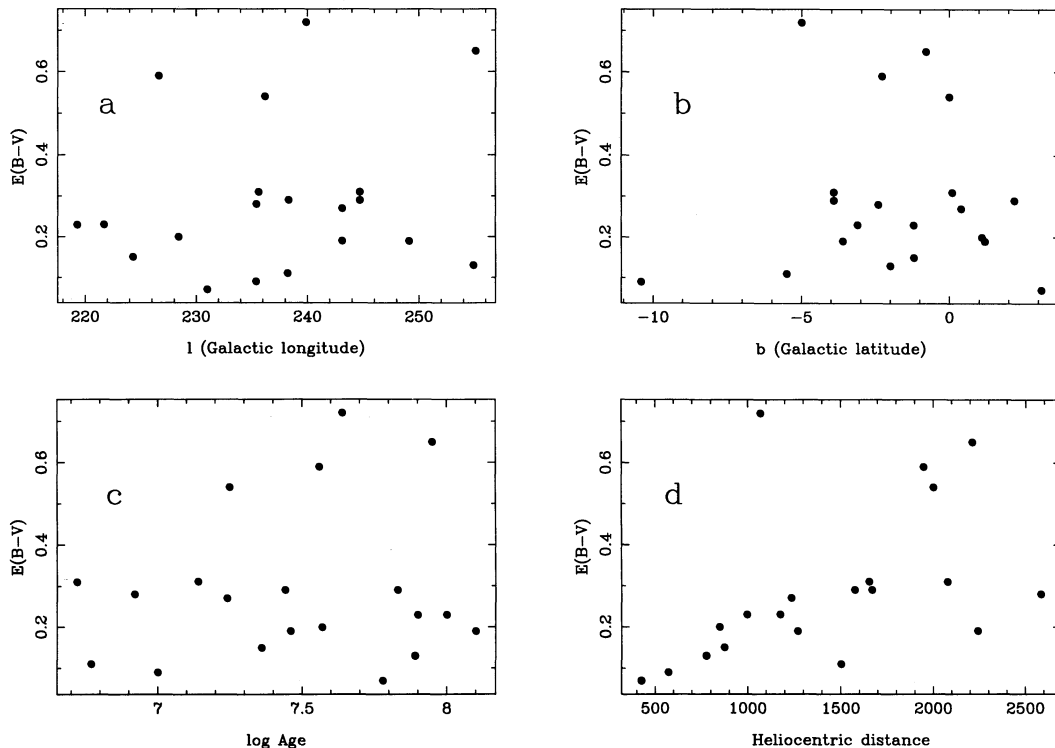 a
E(B−V)
0.2
0.4
0.6
220
230
240
250
l (Galactic longitude)
b
E(B−V)
0.2
0.4
0.6
−10
−5
0
b (Galactic latitude)
c
E(B−V)
0.2
0.4
0.6
7
7.5
8
log Age
d
E(B−V)
0.2
0.4
0.6
500
1000
1500
2000
2500
Heliocentric distance